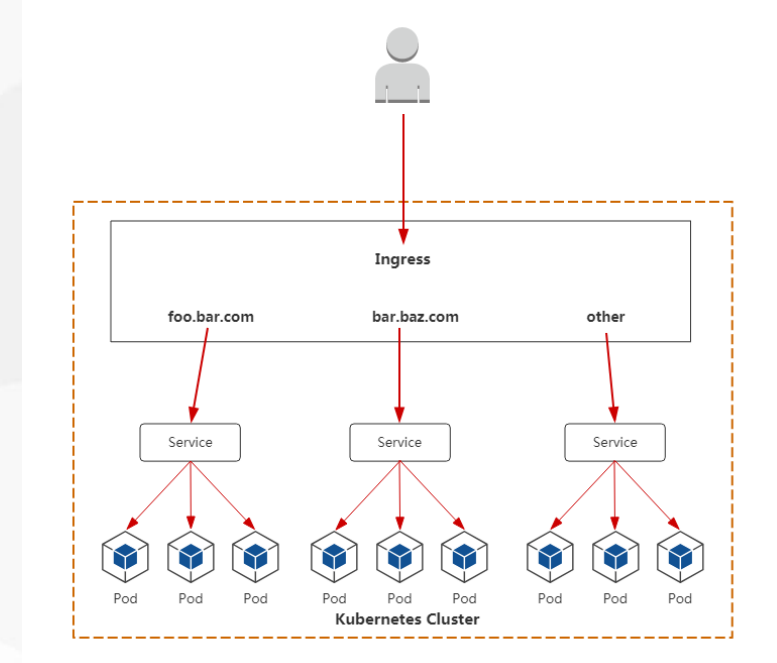 Ingress
foo.bar.com bar.baz.com other
Service Service Service
Pod Pod Pod Pod Pod Pod Pod Pod Pod
Kubernetes Cluster